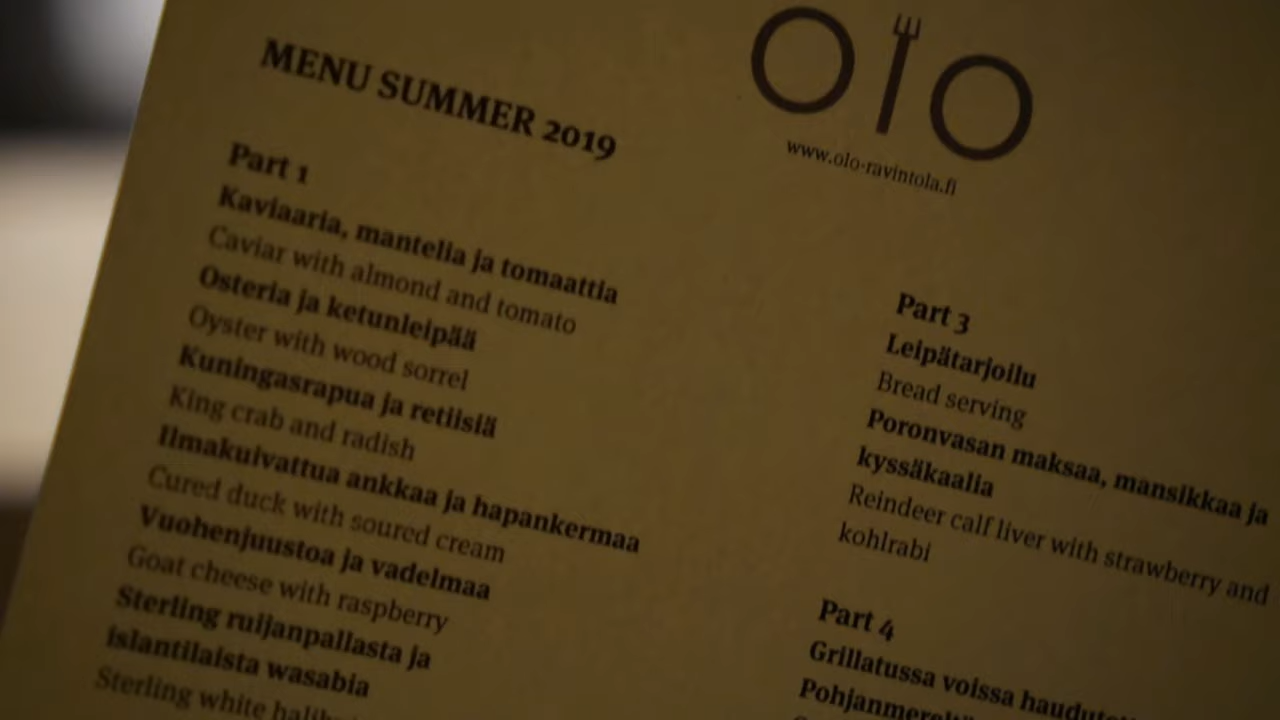 OlO
www.olo-ravintola.fi
MENU SUMMER 2019
Part 1
Kaviaaria, mantelia ja tomaattia
Caviar with almond and tomato
Osteria ja ketunleipää
Oyster with wood sorrel
Kuningasrapua ja retiisiä
King crab and radish
Ilmakuivattua ankkaa ja hapankermaa
Cured duck with soured cream
Vuohenjuustoa ja vadelmaa
Goat cheese with raspberry
Sterling ruijanpallasta ja
islantilaista wasabia
Sterling white
Part 3
Leipätarjoilu
Bread serving
Poronvasan maksaa, mansikkaa ja
kyssäkaalia
Reindeer calf liver with strawberry and
kohlrabi
Part 4
Grillatussa voissa